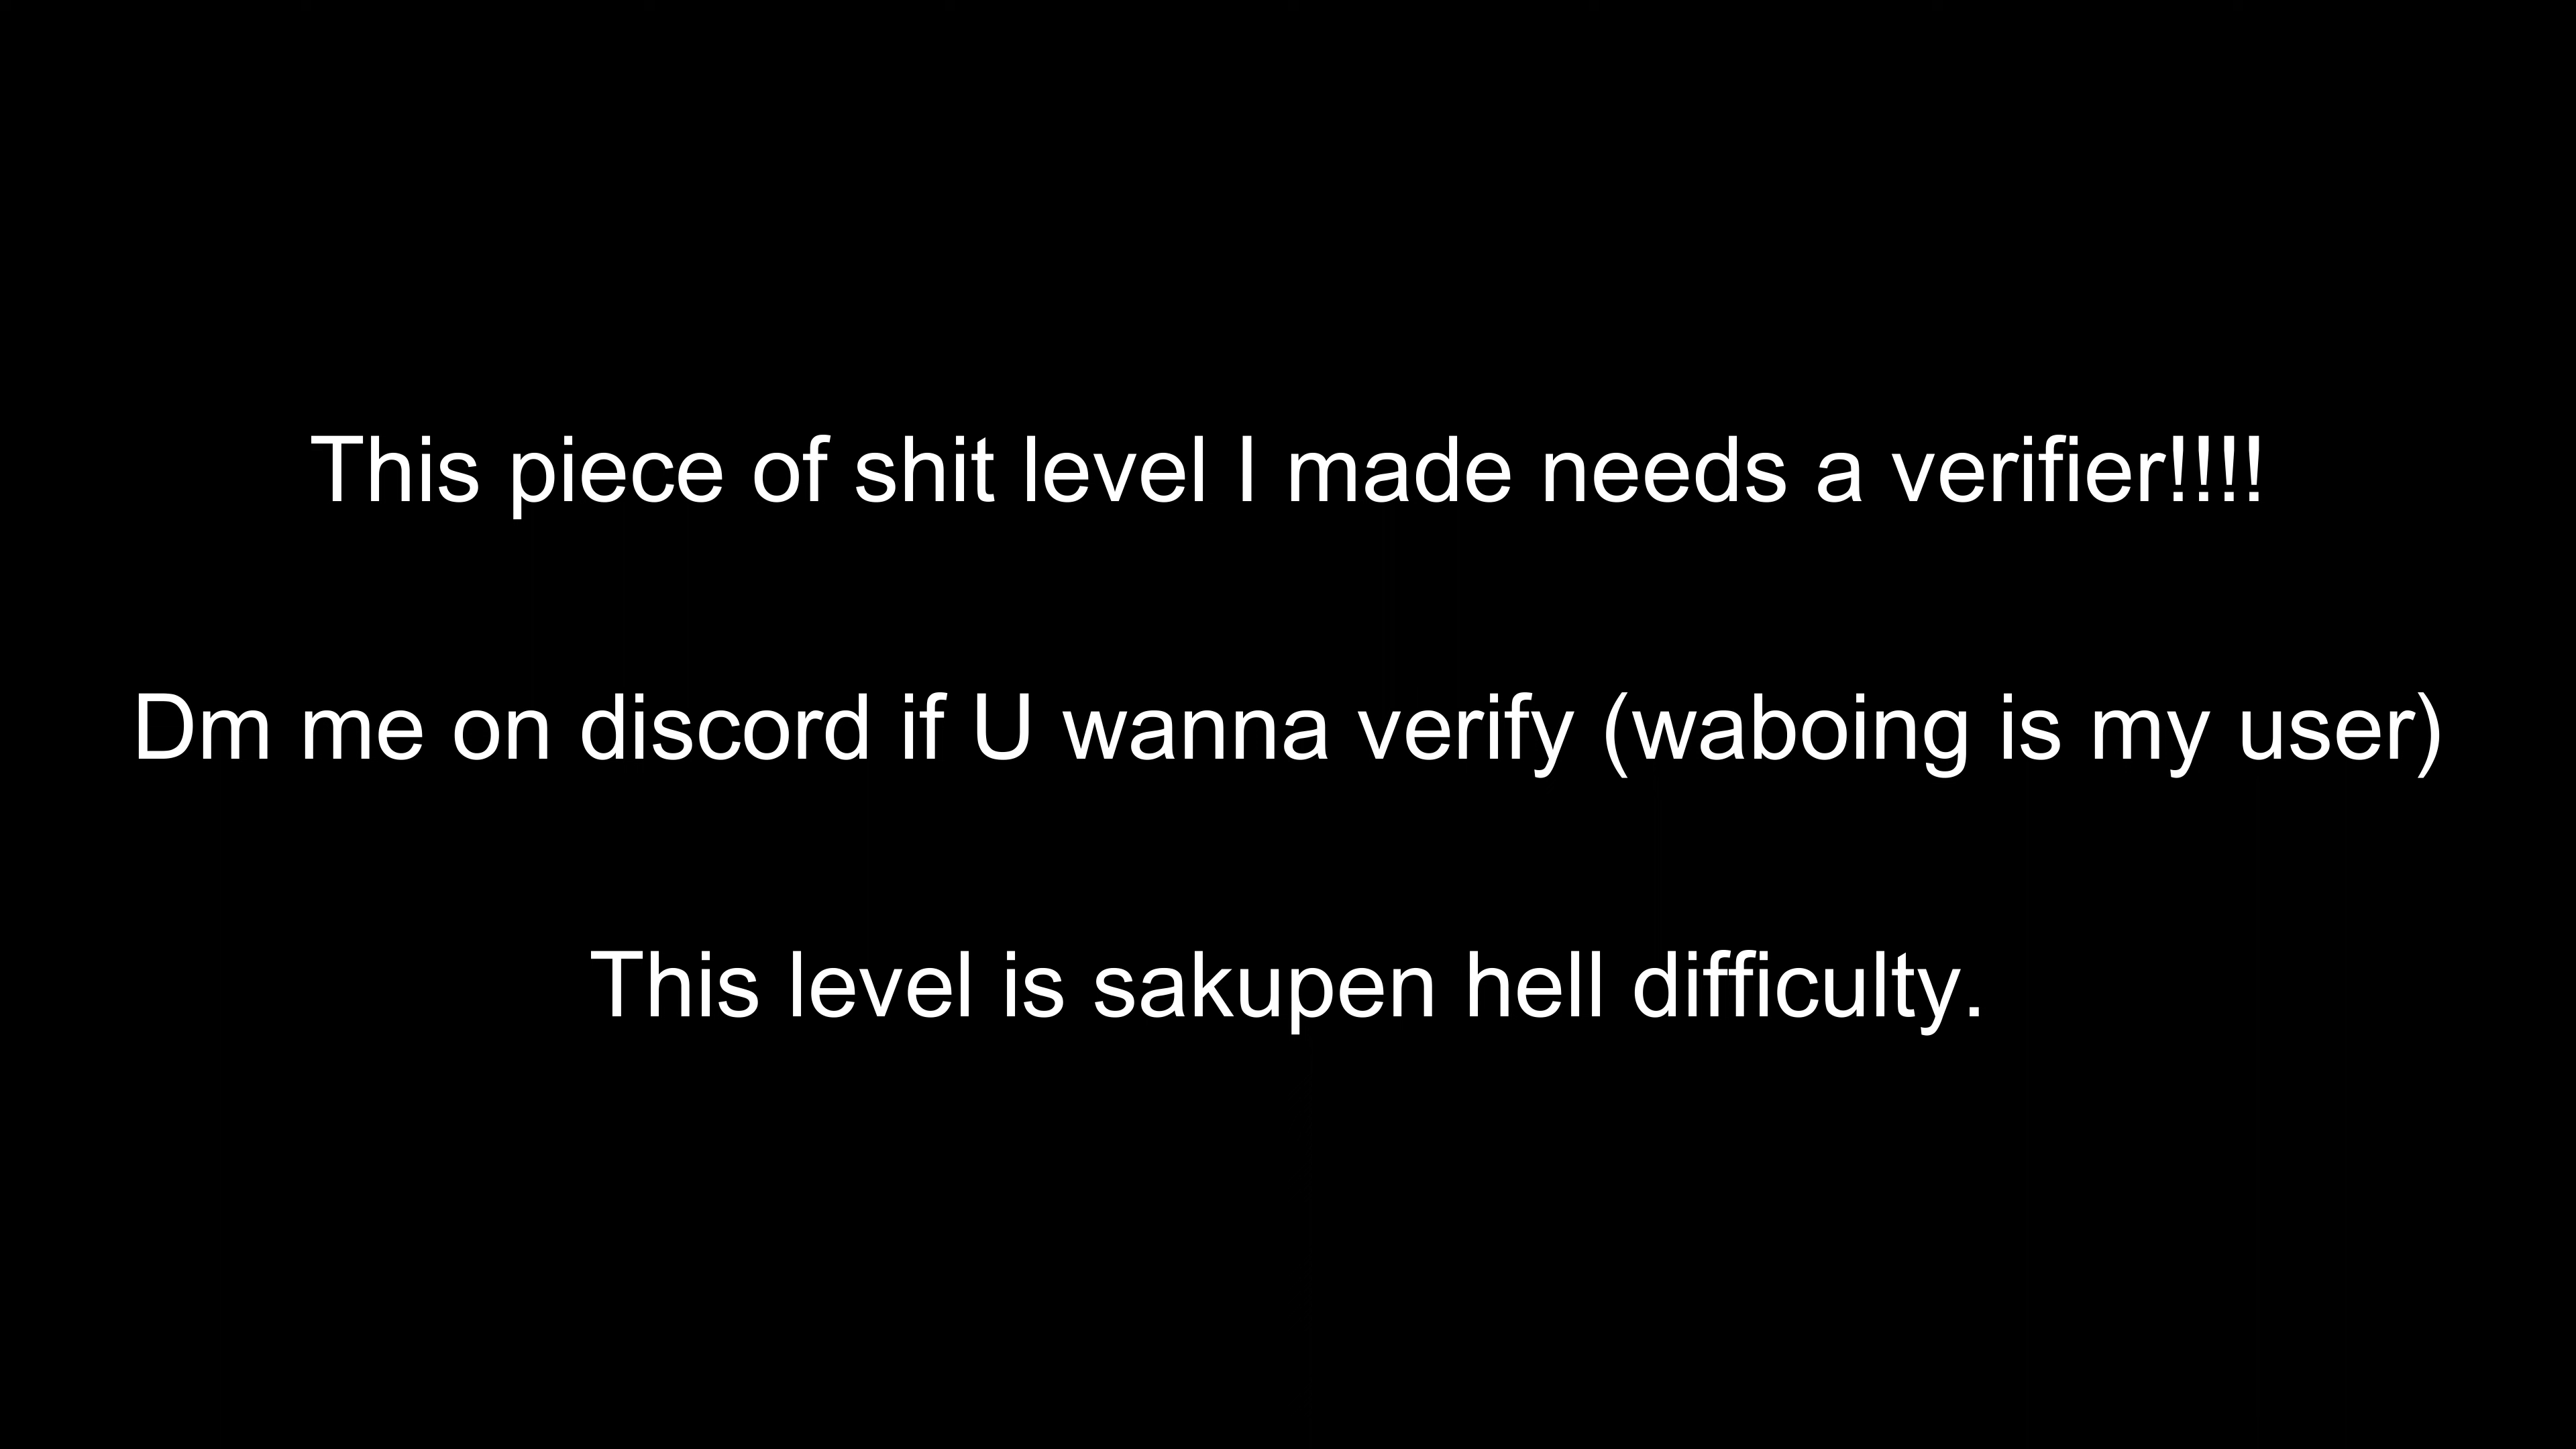 This piece of shit level I made needs a verifier!!!!
Dm me on discord if U wanna verify (waboing is my user)
This level is sakupen hell difficulty.